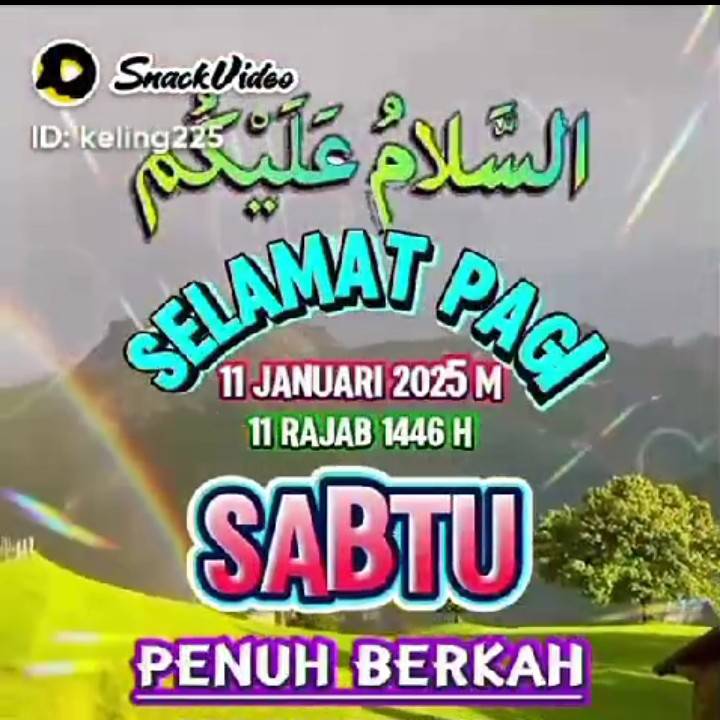 SnackVideo
ID: keling225
السَّلَامُ عَلَيْكُم
SELAMAT PAGI
11 JANUARI 2025 M
11 RAJAB 1446 H
SABTU
PENUH BERKAH